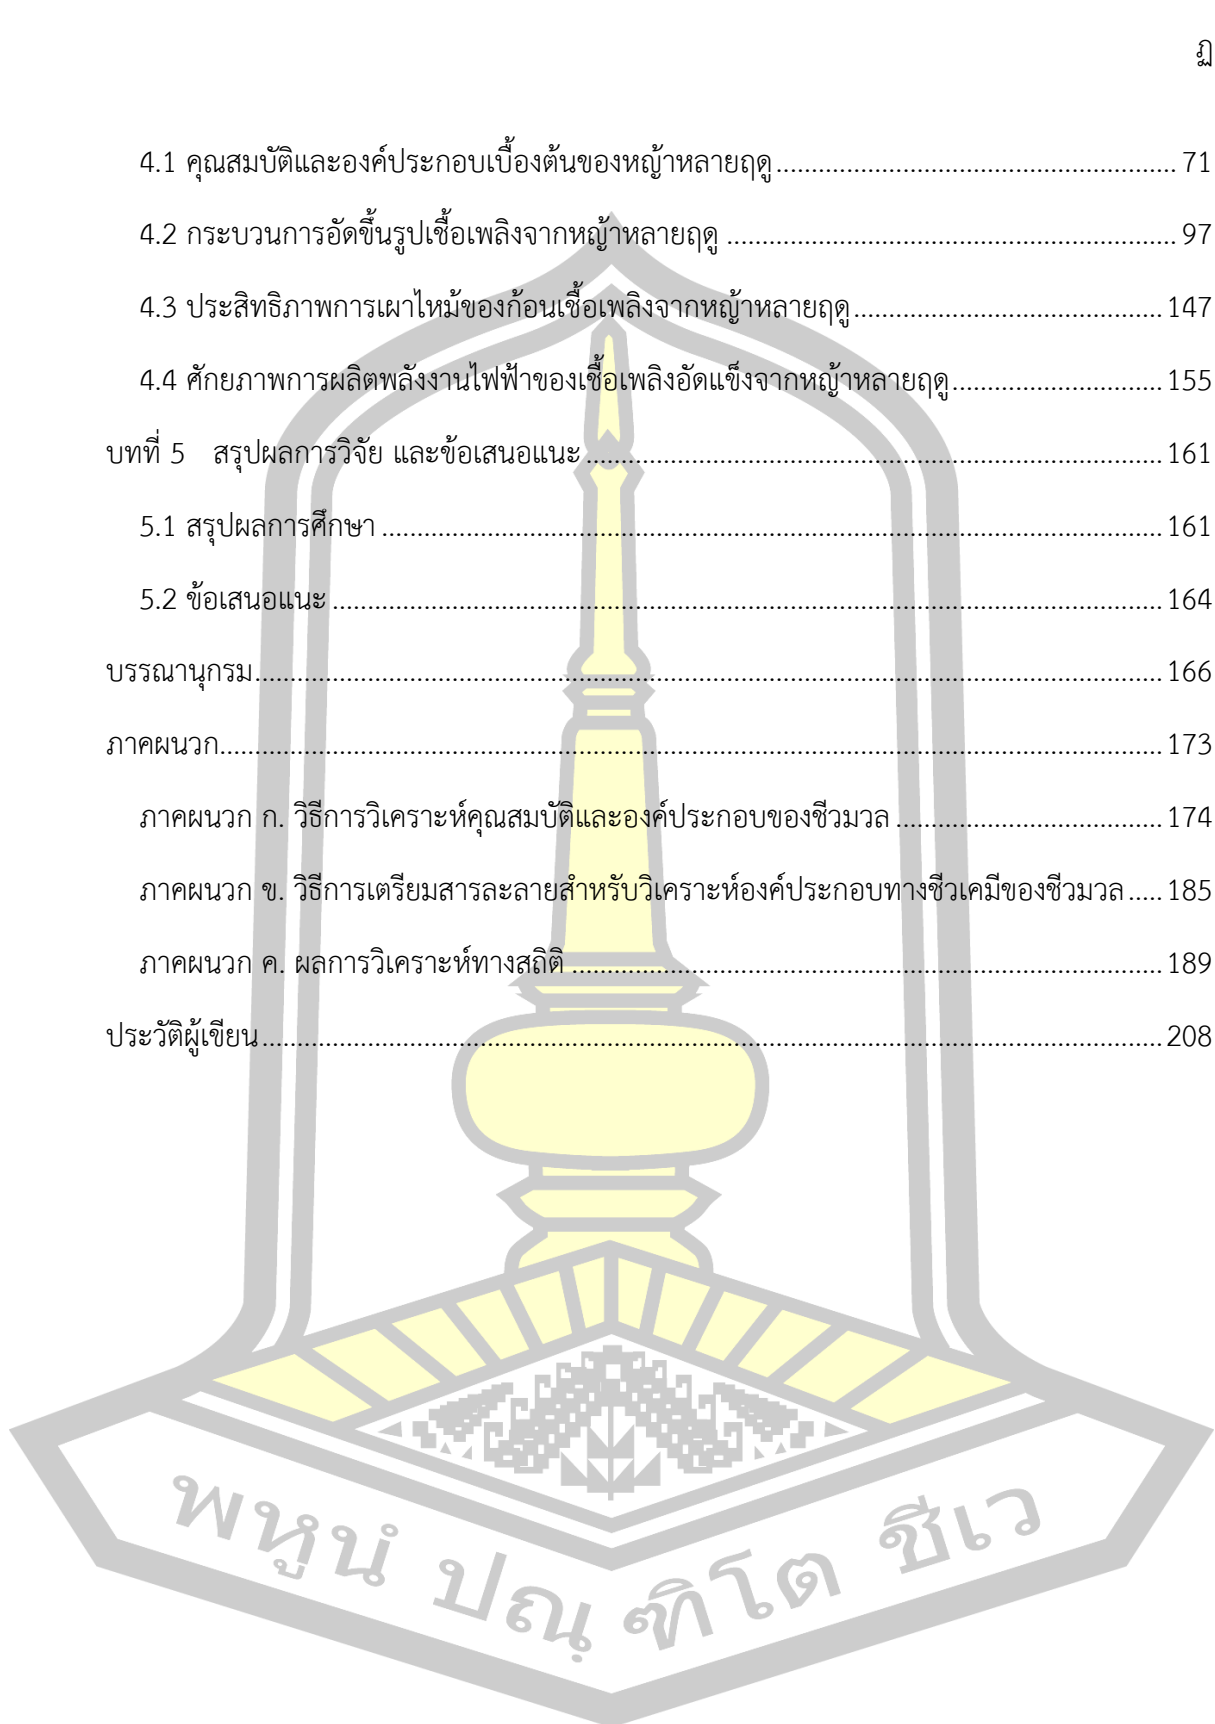 ฏ
4.1 คุณสมบัติและองค์ประกอบเบื้องต้นของหญ้าหลายฤดู ............................................... 71
4.2 กระบวนการอัดขึ้นรูปเชื้อเพลิงจากหญ้าหลายฤดู ..................................................... 97
4.3 ประสิทธิภาพการเผาไหม้ของก้อนเชื้อเพลิงจากหญ้าหลายฤดู .................................... 147
4.4 ศักยภาพการผลิตพลังงานไฟฟ้าของเชื้อเพลิงอัดแข็งจากหญ้าหลายฤดู ......................... 155
บทที่ 5 สรุปผลการวิจัย และข้อเสนอแนะ .................................................................... 161
5.1 สรุปผลการศึกษา ............................................................................................ 161
5.2 ข้อเสนอแนะ .................................................................................................. 164
บรรณานุกรม ........................................................................................................... 166
ภาคผนวก ............................................................................................................... 173
ภาคผนวก ก. วิธีการวิเคราะห์คุณสมบัติและองค์ประกอบของชีวมวล ............................... 174
ภาคผนวก ข. วิธีการเตรียมสารละลายสำหรับวิเคราะห์องค์ประกอบทางชีวเคมีของชีวมวล ..... 185
ภาคผนวก ค. ผลการวิเคราะห์ทางสถิติ ..................................................................... 189
ประวัติผู้เขียน .......................................................................................................... 208
พหูนํ ปณฺฑิโต ชีเว